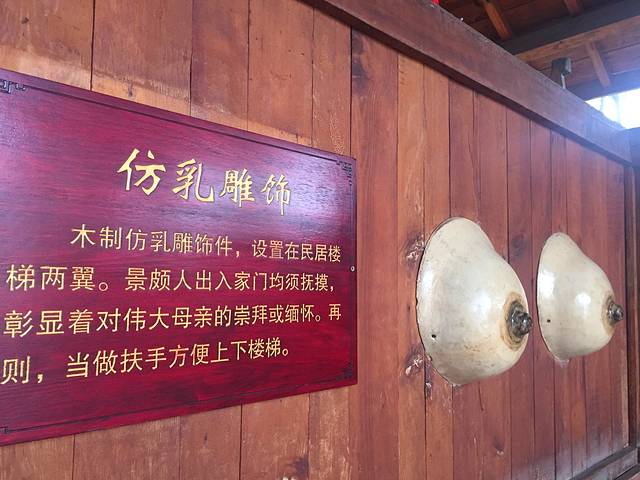 仿乳雕饰
木制仿乳雕饰件，设置在民居楼
梯两翼。景颇人出入家门均须抚摸，
彰显着对伟大母亲的崇拜或缅怀。再
则，当做扶手方便上下楼梯。